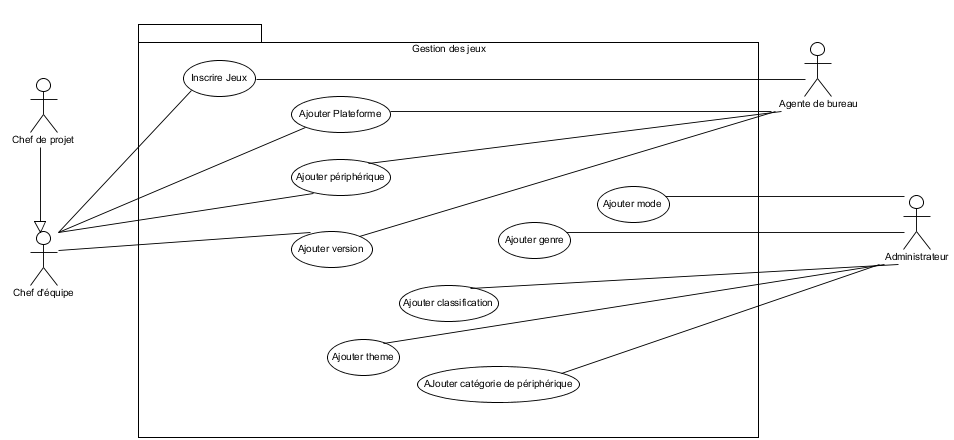 Gestion des jeux
Inscrire Jeux
Agente de bureau
Ajouter Plateforme
Chef de projet
Ajouter périphérique
Ajouter mode
Ajouter genre
Ajouter version
Administrateur
Chef d'équipe
Ajouter classification
Ajouter theme
AJouter catégorie de périphérique